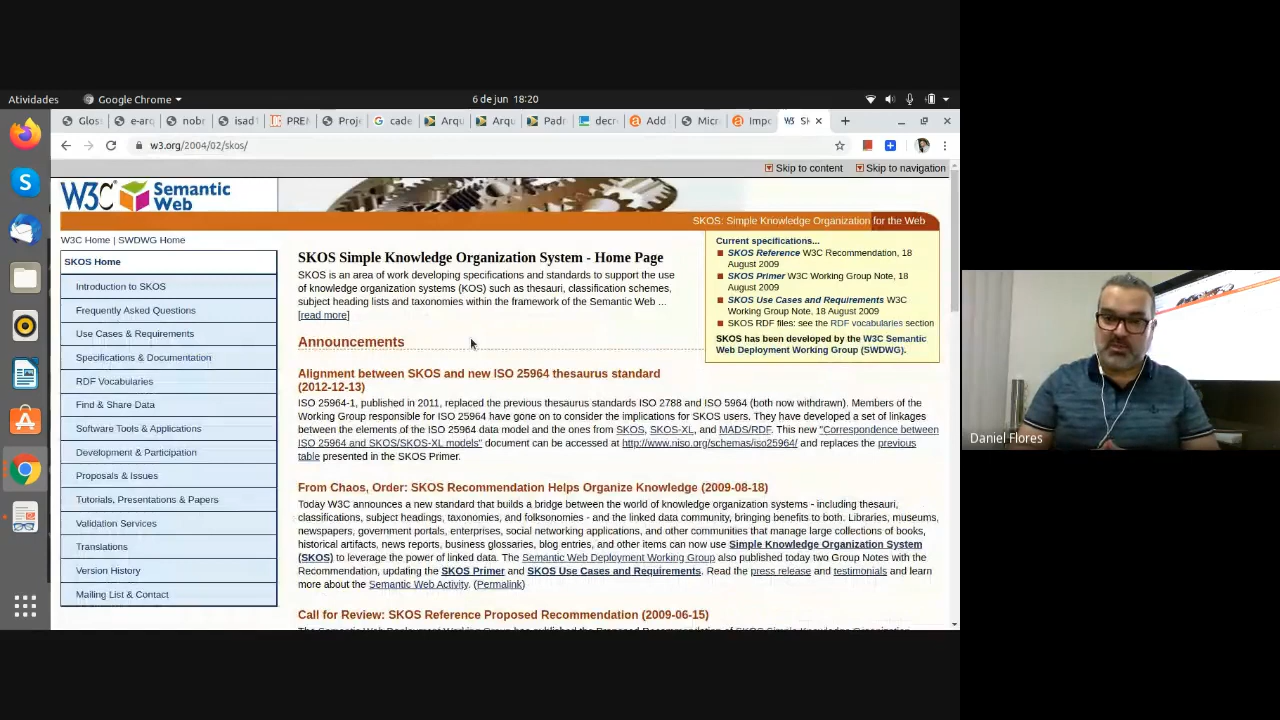 Atividades
Google Chrome
6 de jun 18:20
Glos
e-arq
nobr
isad
PREM
Proje
cade
Arqu
Arqu
Padr
decre
Add
Micr
Impo
W3C Sk
w3.org/2004/02/skos/
Skip to content
Skip to navigation
W3C® Semantic
Web
SKOS: Simple Knowledge Organization for the Web
W3C Home | SWDWG Home
SKOS Home
Introduction to SKOS
Frequently Asked Questions
Use Cases & Requirements
Specifications & Documentation
RDF Vocabularies
Find & Share Data
Software Tools & Applications
Development & Participation
Proposals & Issues
Tutorials, Presentations & Papers
Validation Services
Translations
Version History
Mailing List & Contact
SKOS Simple Knowledge Organization System - Home Page
SKOS is an area of work developing specifications and standards to support the use
of knowledge organization systems (KOS) such as thesauri, classification schemes,
subject heading lists and taxonomies within the framework of the Semantic Web ...
[read more]
Current specifications...
SKOS Reference W3C Recommendation, 18
August 2009
SKOS Primer W3C Working Group Note, 18
August 2009
SKOS Use Cases and Requirements W3C
Working Group Note, 18 August 2009
SKOS RDF files: see the RDF vocabularies section
SKOS has been developed by the W3C Semantic
Web Deployment Working Group (SWDWG).
Announcements
Alignment between SKOS and new ISO 25964 thesaurus standard
(2012-12-13)
ISO 25964-1, published in 2011, replaced the previous thesaurus standards ISO 2788 and ISO 5964 (both now withdrawn). Members of the
Working Group responsible for ISO 25964 have gone on to consider the implications for SKOS users. They have developed a set of linkages
between the elements of the ISO 25964 data model and the ones from SKOS, SKOS-XL, and MADS/RDF. This new "Correspondence between
ISO 25964 and SKOS/SKOS-XL models" document can be accessed at http://www.niso.org/schemas/iso25964/ and replaces the previous
table presented in the SKOS Primer.
From Chaos, Order: SKOS Recommendation Helps Organize Knowledge (2009-08-18)
Today W3C announces a new standard that builds a bridge between the world of knowledge organization systems - including thesauri,
classifications, subject headings, taxonomies, and folksonomies - and the linked data community, bringing benefits to both. Libraries, museums,
newspapers, government portals, enterprises, social networking applications, and other communities that manage large collections of books,
historical artifacts, news reports, business glossaries, blog entries, and other items can now use Simple Knowledge Organization System
(SKOS) to leverage the power of linked data. The Semantic Web Deployment Working Group also published today two Group Notes with the
Recommendation, updating the SKOS Primer and SKOS Use Cases and Requirements. Read the press release and testimonials and learn
more about the Semantic Web Activity. (Permalink)
Call for Review: SKOS Reference Proposed Recommendation (2009-06-15)
Daniel Flores